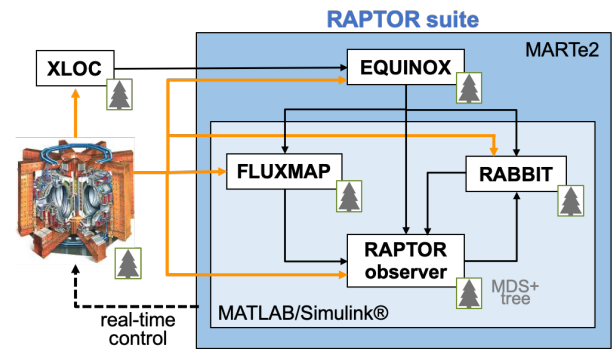 RAPTOR suite
MARTe2
XLOC
EQUINOX
FLUXMAP
RABBIT
RAPTOR
observer
MDS+
tree
MATLAB/Simulink®
real-time
control